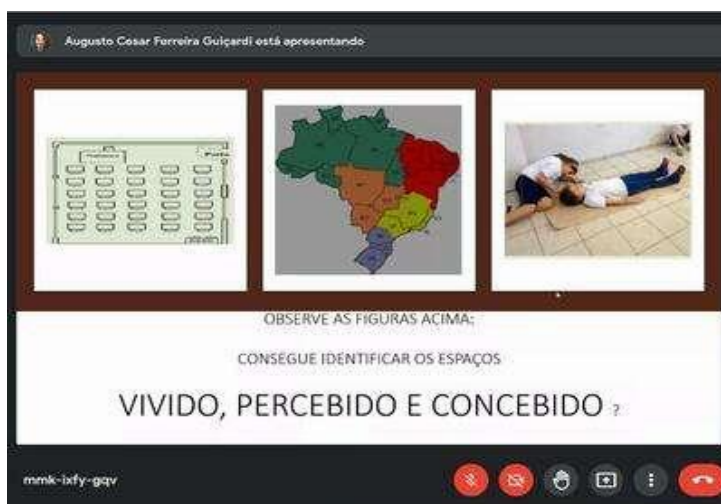 Augusto Cesar Ferreira Guiçardi está apresentando
OBSERVE AS FIGURAS ACIMA:
CONSEGUE IDENTIFICAR OS ESPAÇOS
VIVIDO, PERCEBIDO E CONCEBIDO ?
mmk-ixfy-gqv